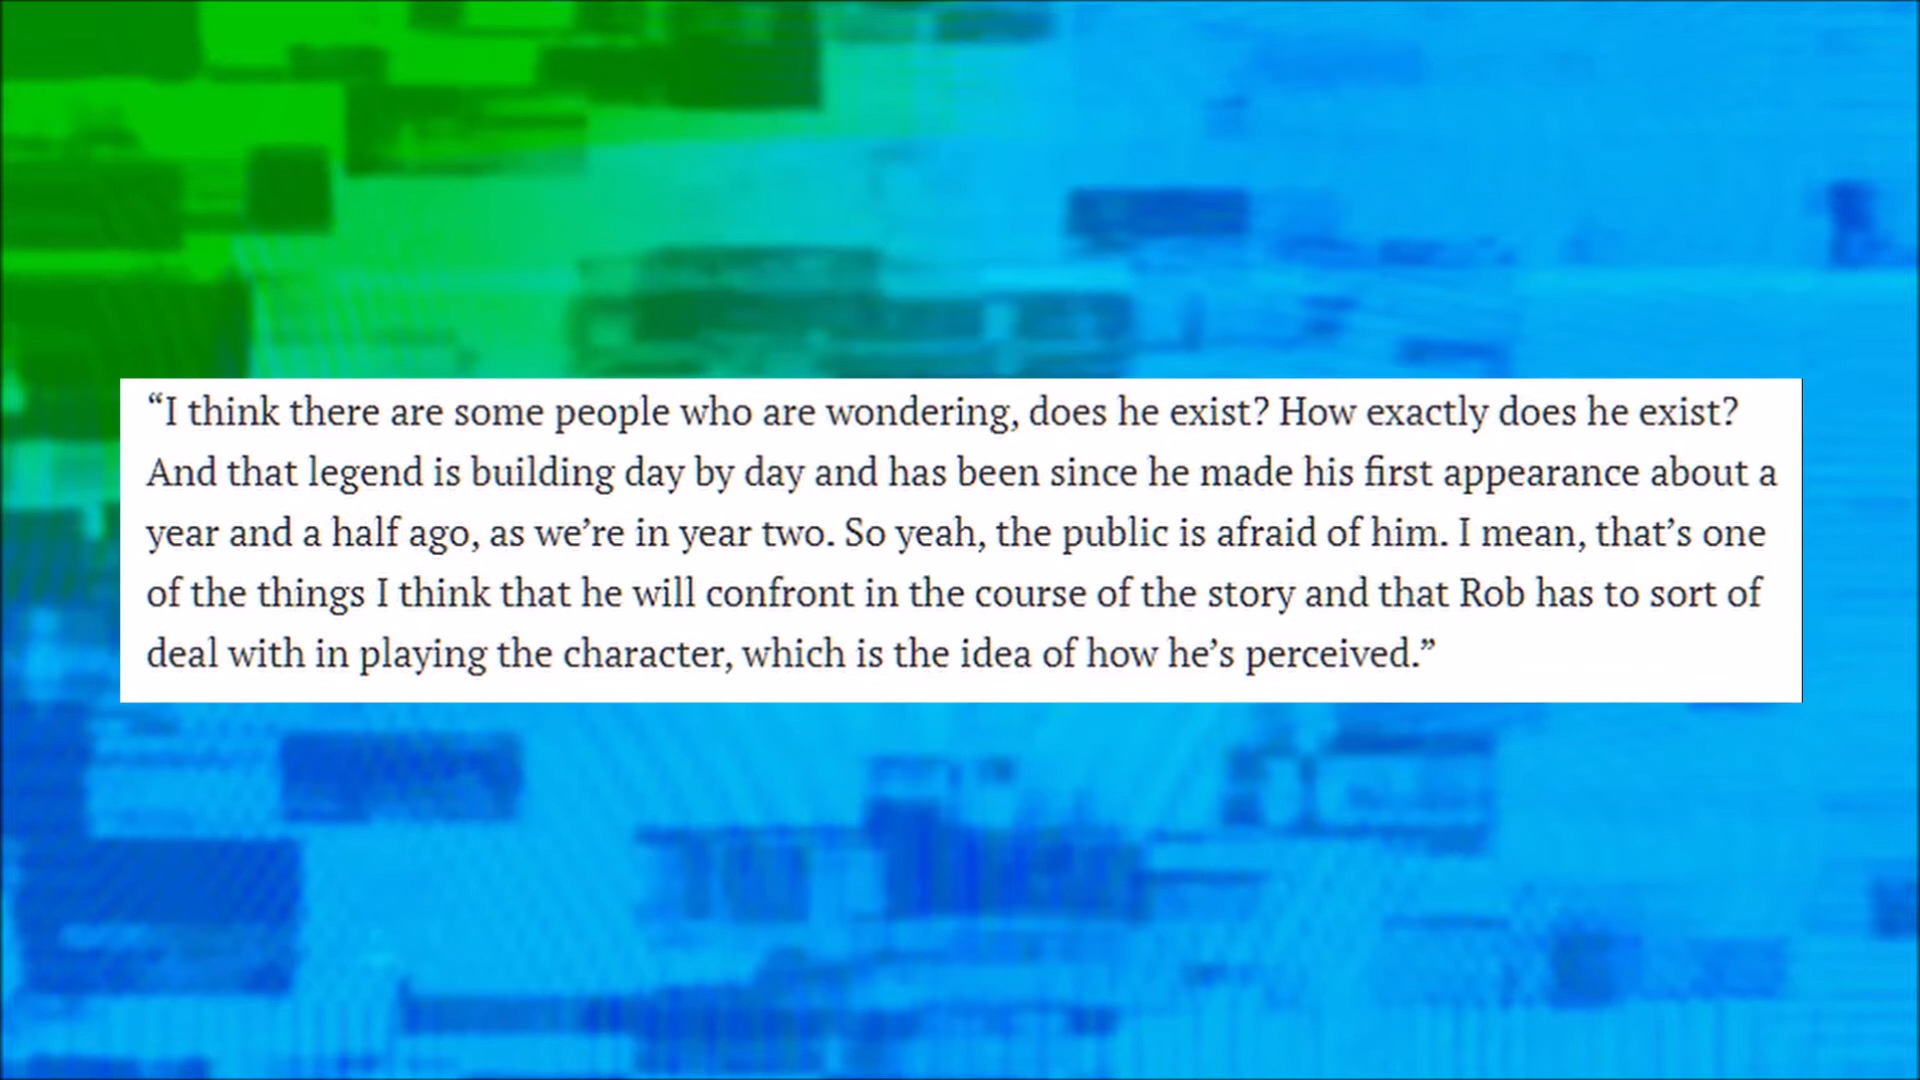 “I think there are some people who are wondering, does he exist? How exactly does he exist?
And that legend is building day by day and has been since he made his first appearance about a
year and a half ago, as we’re in year two. So yeah, the public is afraid of him. I mean, that’s one
of the things I think that he will confront in the course of the story and that Rob has to sort of
deal with in playing the character, which is the idea of how he’s perceived.”